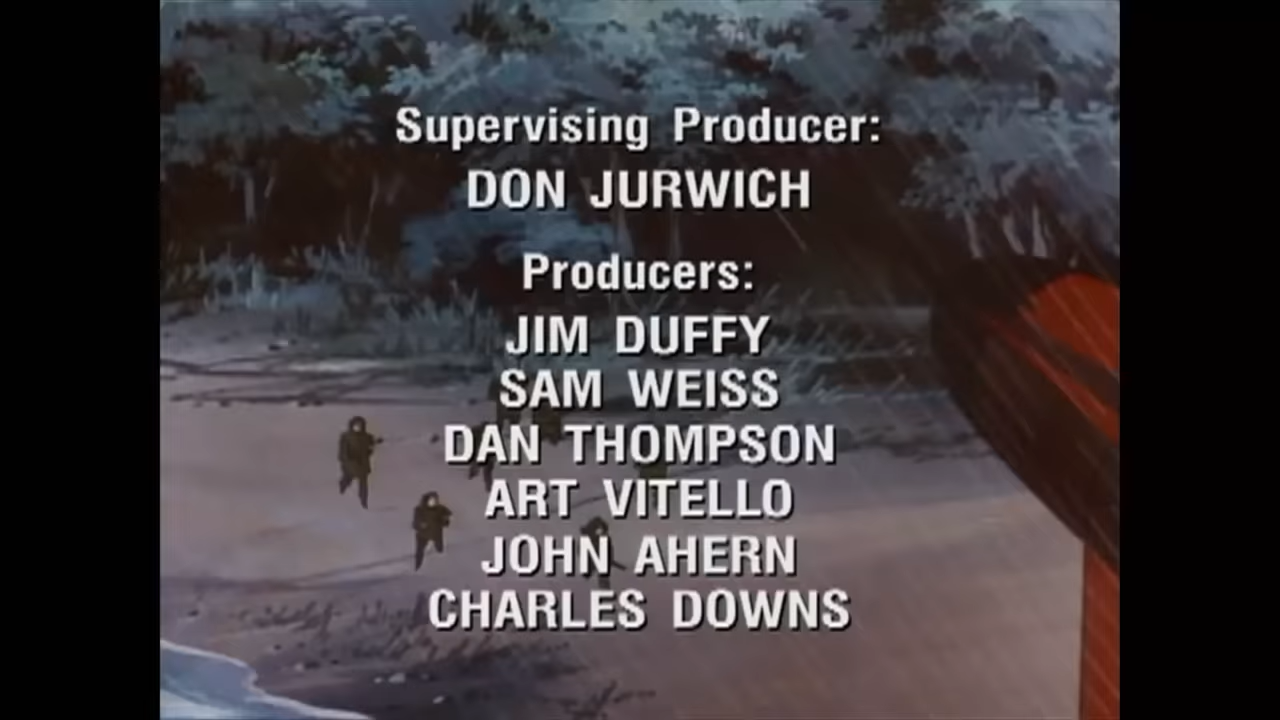 Supervising Producer:
DON JURWICH
Producers:
JIM DUFFY
SAM WEISS
DAN THOMPSON
ART VITELLO
JOHN AHERN
CHARLES DOWNS